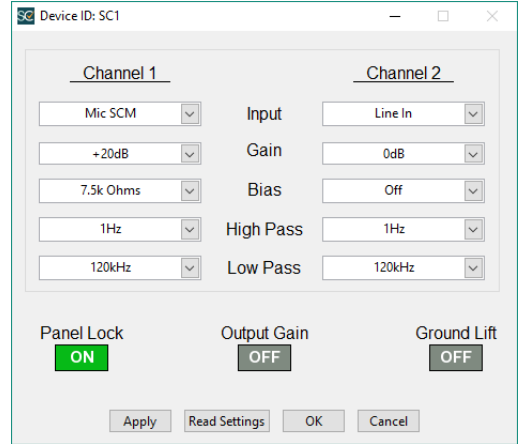 SC Device ID: SC1
Channel 1 Channel 2
Mic SCM Input Line In
+20dB Gain 0dB
7.5k Ohms Bias Off
1Hz High Pass 1Hz
120kHz Low Pass 120kHz
Panel Lock Output Gain Ground Lift
ON OFF OFF
Apply Read Settings OK Cancel